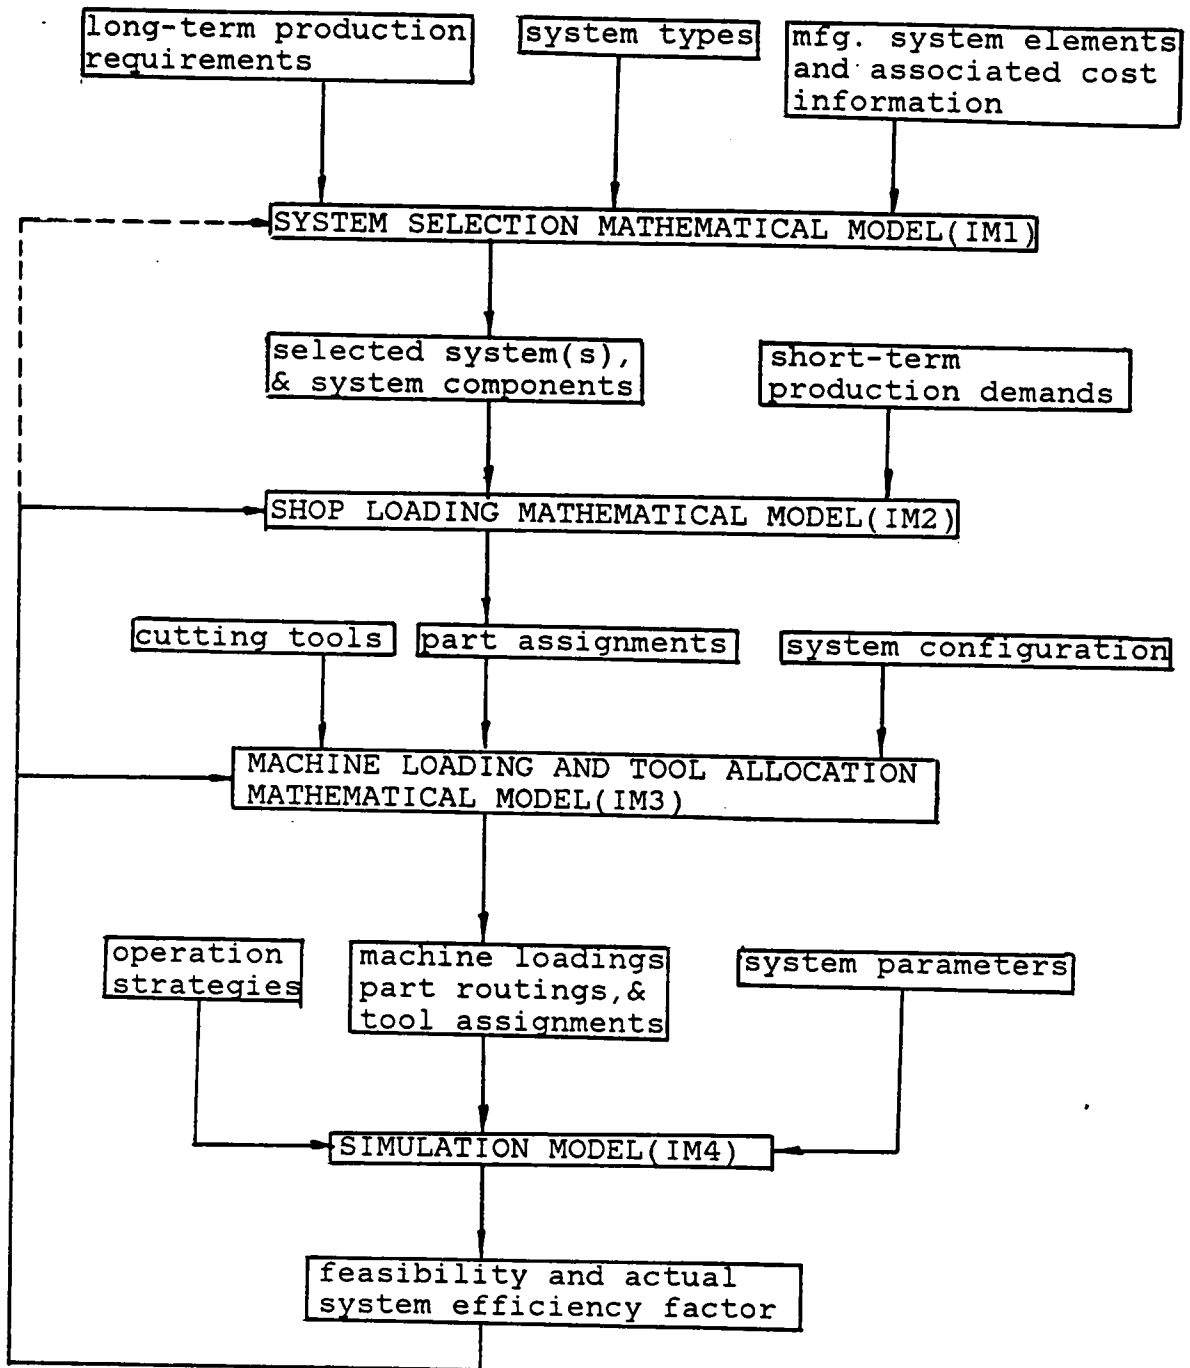 long-term production
requirements
system types
mfg. system elements
and associated cost
information
SYSTEM SELECTION MATHEMATICAL MODEL(IM1)
selected system(s),
& system components
short-term
production demands
SHOP LOADING MATHEMATICAL MODEL(IM2)
cutting tools
part assignments
system configuration
MACHINE LOADING AND TOOL ALLOCATION
MATHEMATICAL MODEL(IM3)
operation
strategies
machine loadings
part routings,&
tool assignments
system parameters
SIMULATION MODEL(IM4)
feasibility and actual
system efficiency factor